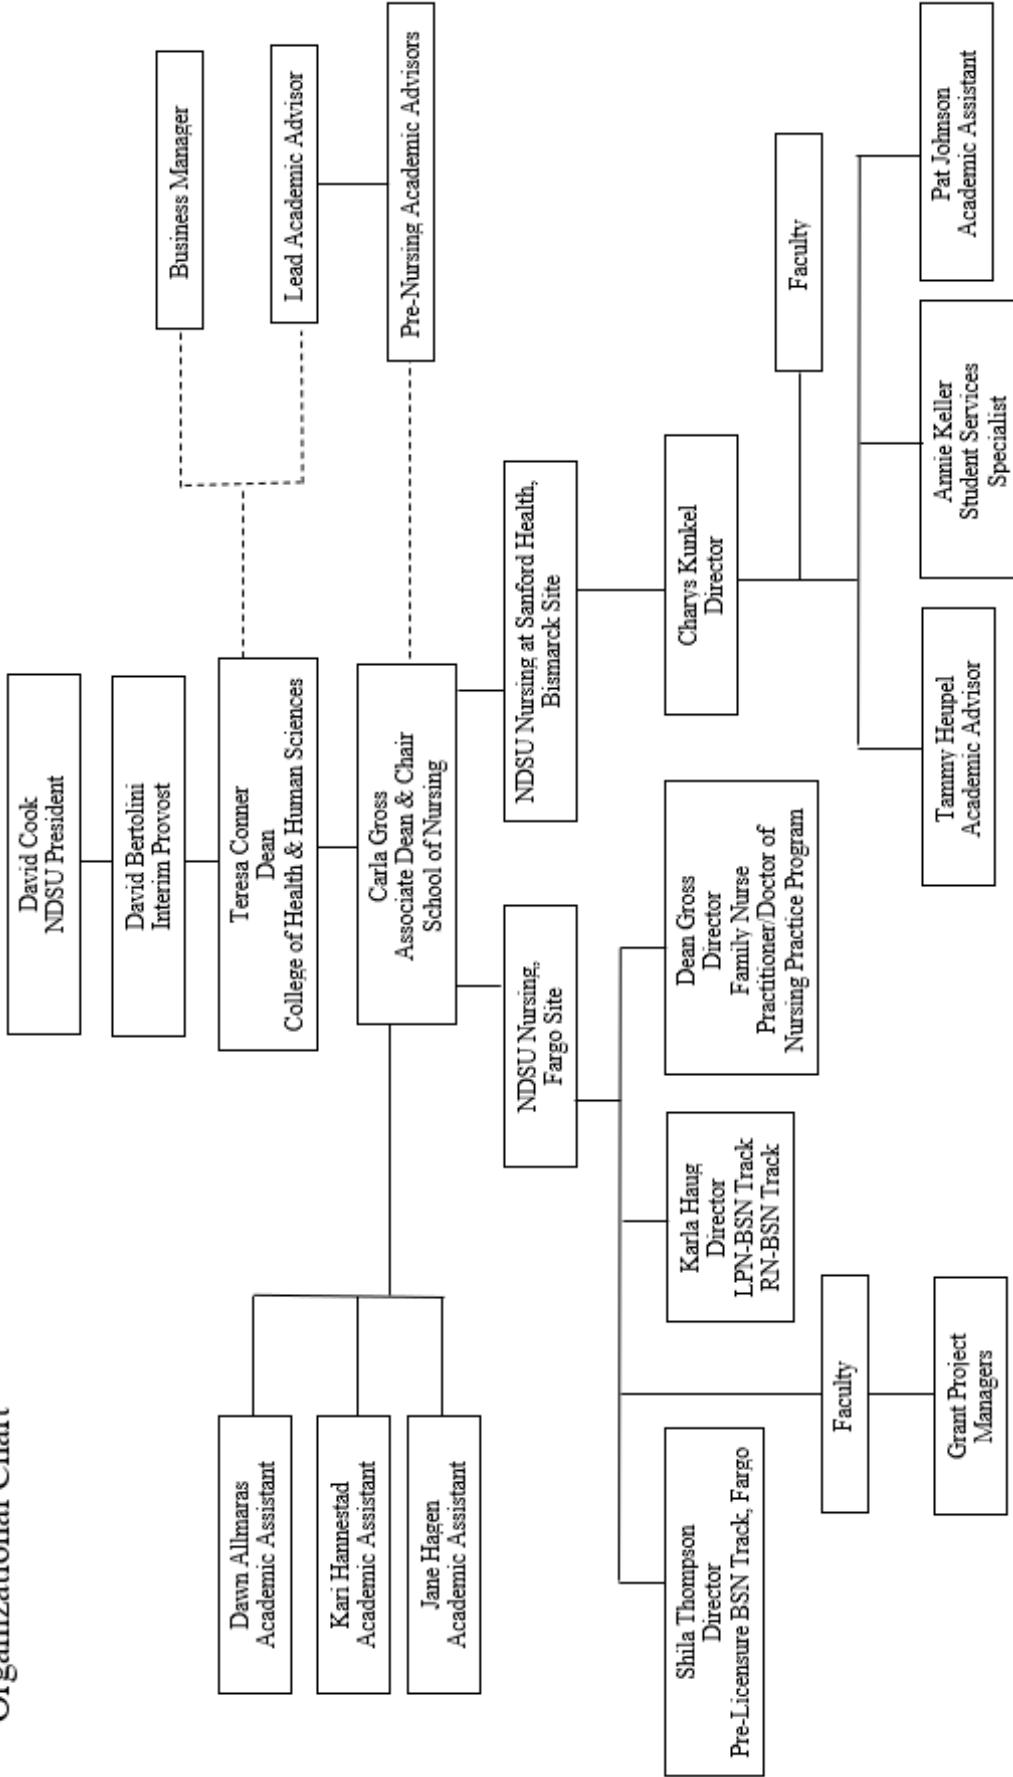 Organizational Chart
David Cook
NDSU President
David Bertolini
Interim Provost
Teresa Conner
Dean
College of Health & Human Sciences
Business Manager
Lead Academic Advisor
Pre-Nursing Academic Advisors
Carla Gross
Associate Dean & Chair
School of Nursing
Dawn Allmaras
Academic Assistant
Kari Hannestad
Academic Assistant
Jane Hagen
Academic Assistant
NDSU Nursing,
Fargo Site
NDSU Nursing at Sanford Health,
Bismarck Site
Shila Thompson
Director
Pre-Licensure BSN Track, Fargo
Karla Haug
Director
LPN-BSN Track
RN-BSN Track
Dean Gross
Director
Family Nurse
Practitioner/Doctor of
Nursing Practice Program
Charys Kunkel
Director
Faculty
Faculty
Grant Project
Managers
Tammy Heupel
Academic Advisor
Annie Keller
Student Services
Specialist
Pat Johnson
Academic Assistant